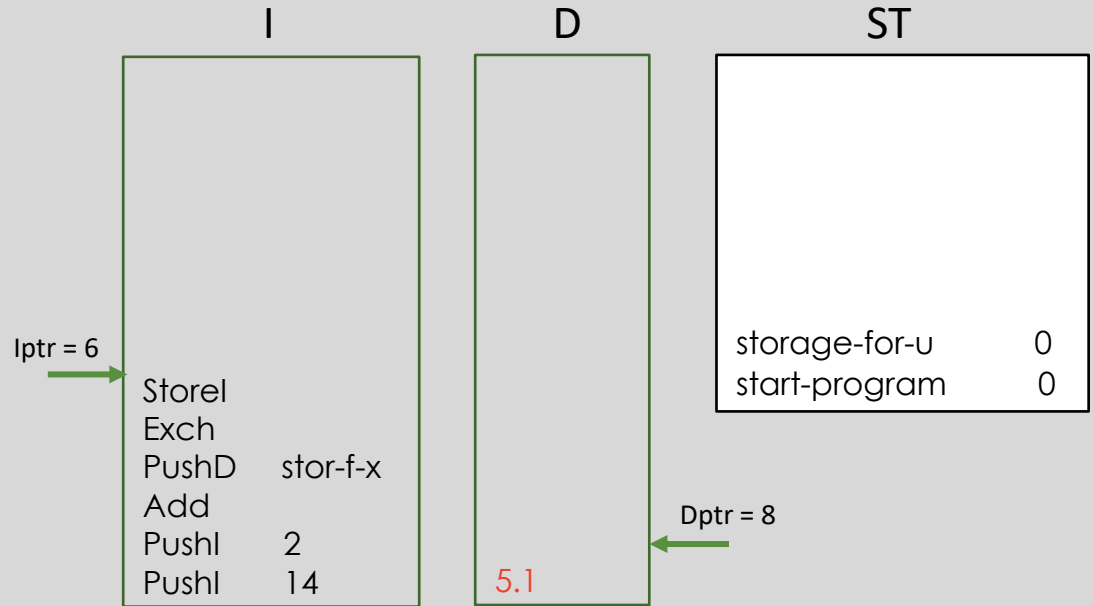 I
D
ST
Iptr = 6
StoreI
Exch
PushD stor-f-x
Add
PushI 2
PushI 14
5.1
Dptr = 8
storage-for-u 0
start-program 0